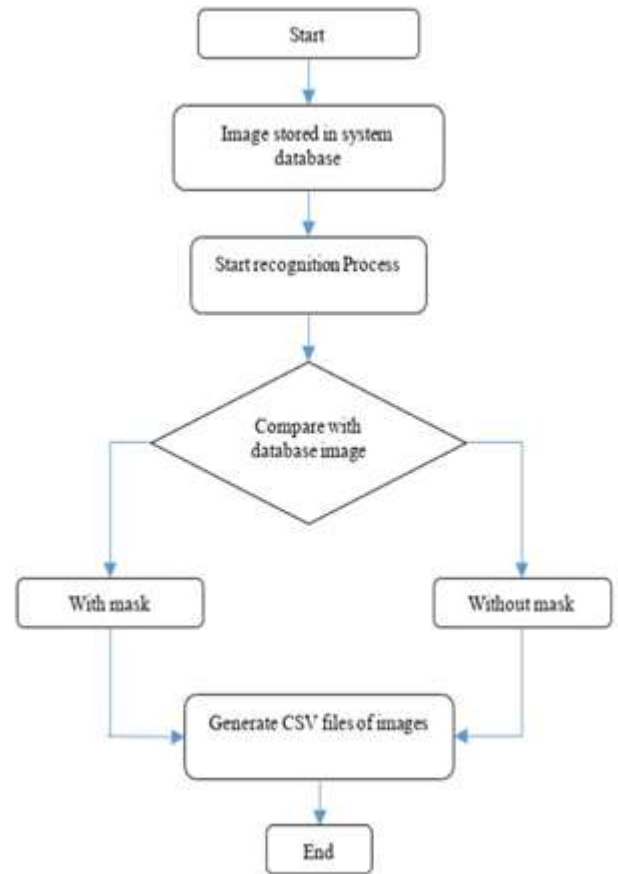 Start
Image stored in system
database
Start recognition Process
Compare with
database image
With mask
Without mask
Generate CSV files of images
End